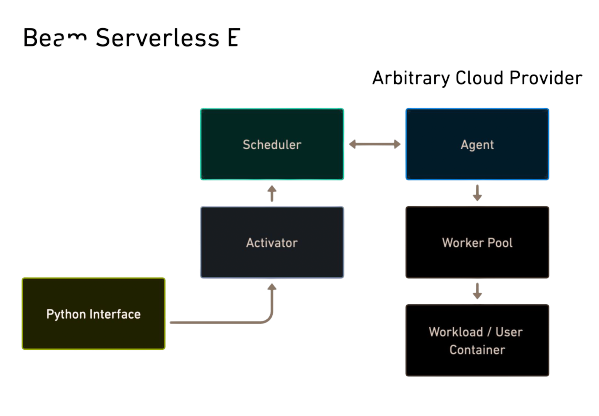 Beam Serverless E
Arbitrary Cloud Provider
Scheduler
Agent
Activator
Worker Pool
Python Interface
Workload / User
Container